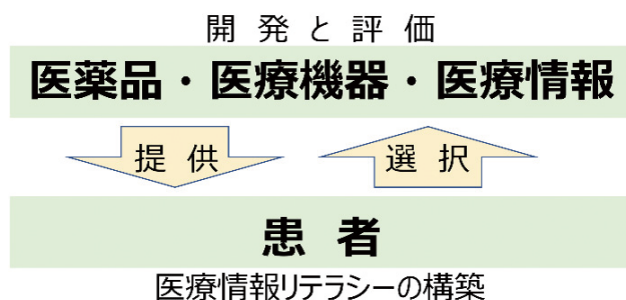 開発と評価
医薬品・医療機器・医療情報
提供
選択
患者
医療情報リテラシーの構築